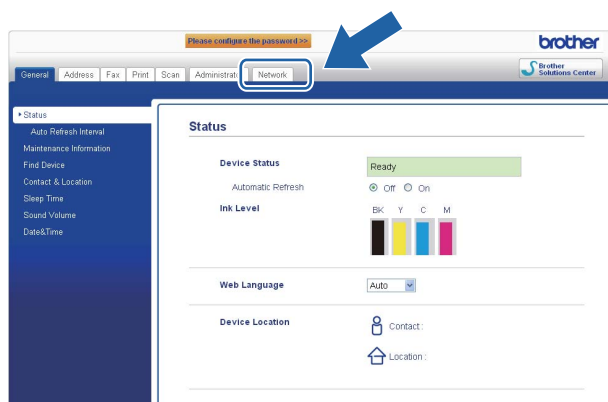 Please configure the password >>
brother
General Address Fax Print Scan Administrator Network
Brother Solutions Center
Status
Auto Refresh Interval
Maintenance Information
Find Device
Contact & Location
Sleep Time
Sound Volume
Date&Time
Status
Device Status Ready
Automatic Refresh Off On
Ink Level BK Y C M
Web Language Auto
Device Location Contact :
Location :